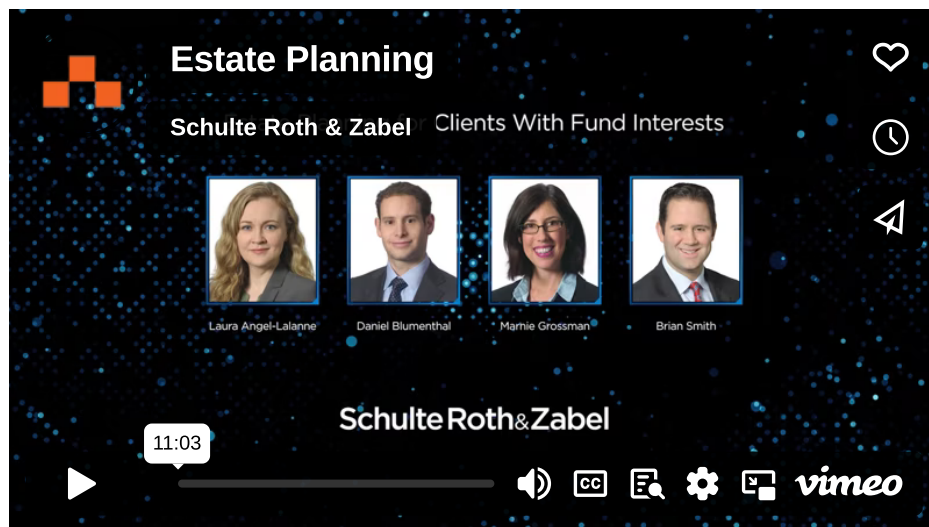 Estate Planning
Schulte Roth & Zabel
Clients With Fund Interests
Laura Angel-Lalanne
Daniel Blumenthal
Marnie Grossman
Brian Smith
Schulte Roth & Zabel
11:03
CC
vimeo